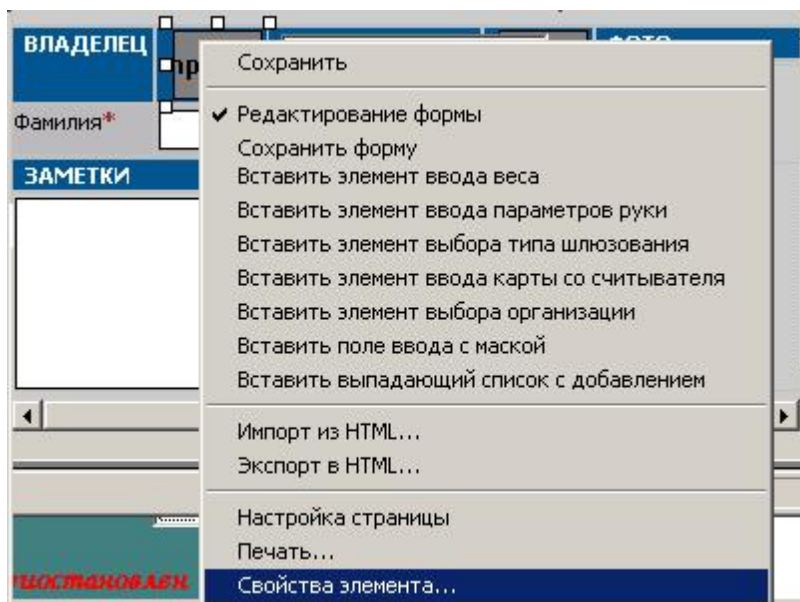 ВЛАДЕЛЕЦ
ФОТО
Фамилия*
ЗАМЕТКИ
Сохранить
Редактирование формы
Сохранить форму
Вставить элемент ввода веса
Вставить элемент ввода параметров руки
Вставить элемент выбора типа шлюзования
Вставить элемент ввода карты со считывателя
Вставить элемент выбора организации
Вставить поле ввода с маской
Вставить выпадающий список с добавлением
Импорт из HTML...
Экспорт в HTML...
Настройка страницы
Печать...
Свойства элемента...